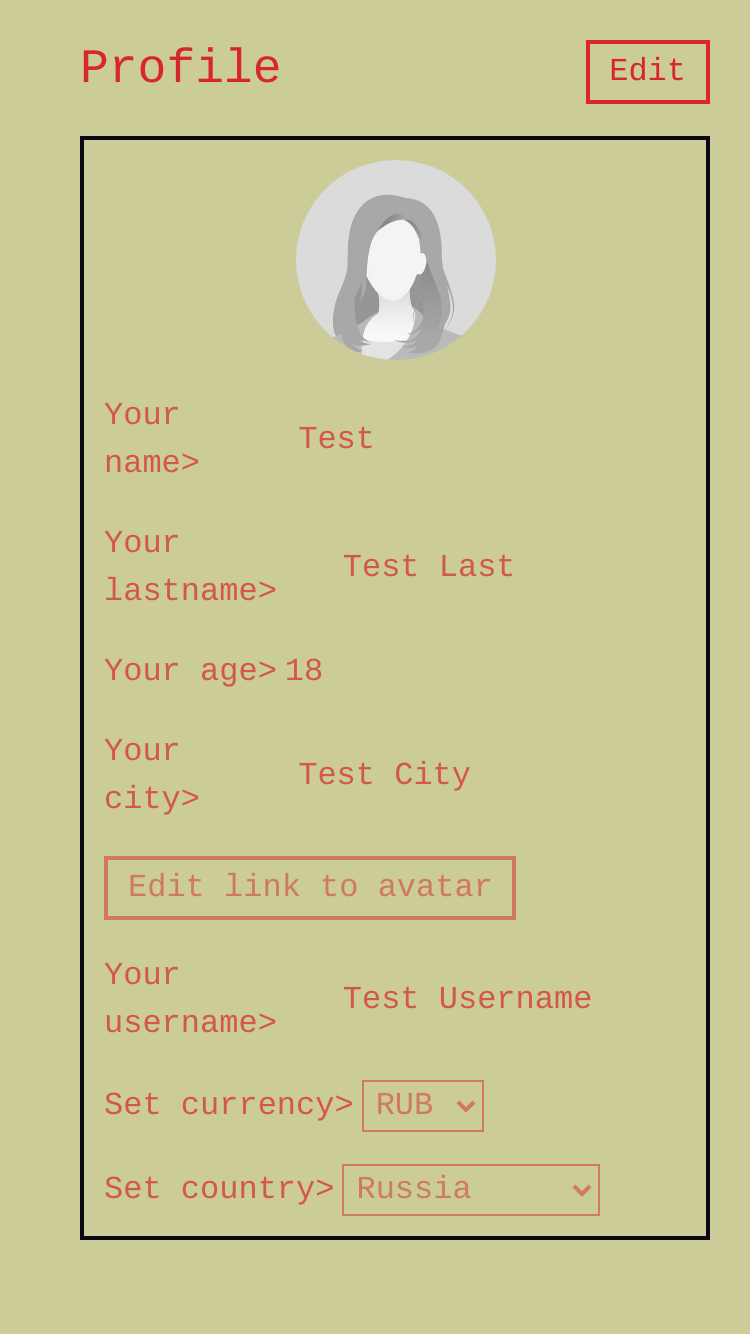 Profile
Edit
Your
name>
Test
Your
lastname>
Test Last
Your age> 18
Your
city>
Test City
Edit link to avatar
Your
username>
Test Username
Set currency> RUB
Set country> Russia